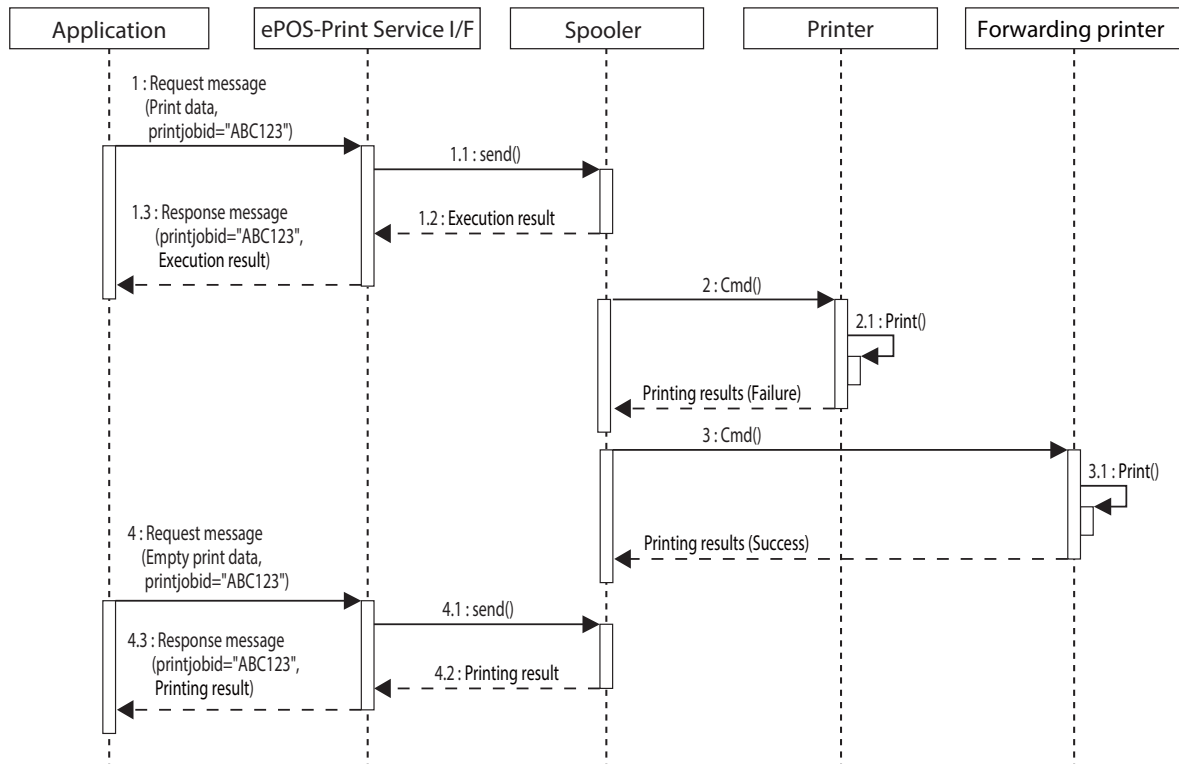 Application
ePOS-Print Service I/F
Spooler
Printer
Forwarding printer
1 : Request message
(Print data,
printjobid="ABC123")
1.1 : send()
1.2 : Execution result
1.3 : Response message
(printjobid="ABC123",
Execution result)
2 : Cmd()
2.1 : Print()
Printing results (Failure)
3 : Cmd()
3.1 : Print()
Printing results (Success)
4 : Request message
(Empty print data,
printjobid="ABC123")
4.1 : send()
4.2 : Printing result
4.3 : Response message
(printjobid="ABC123",
Printing result)